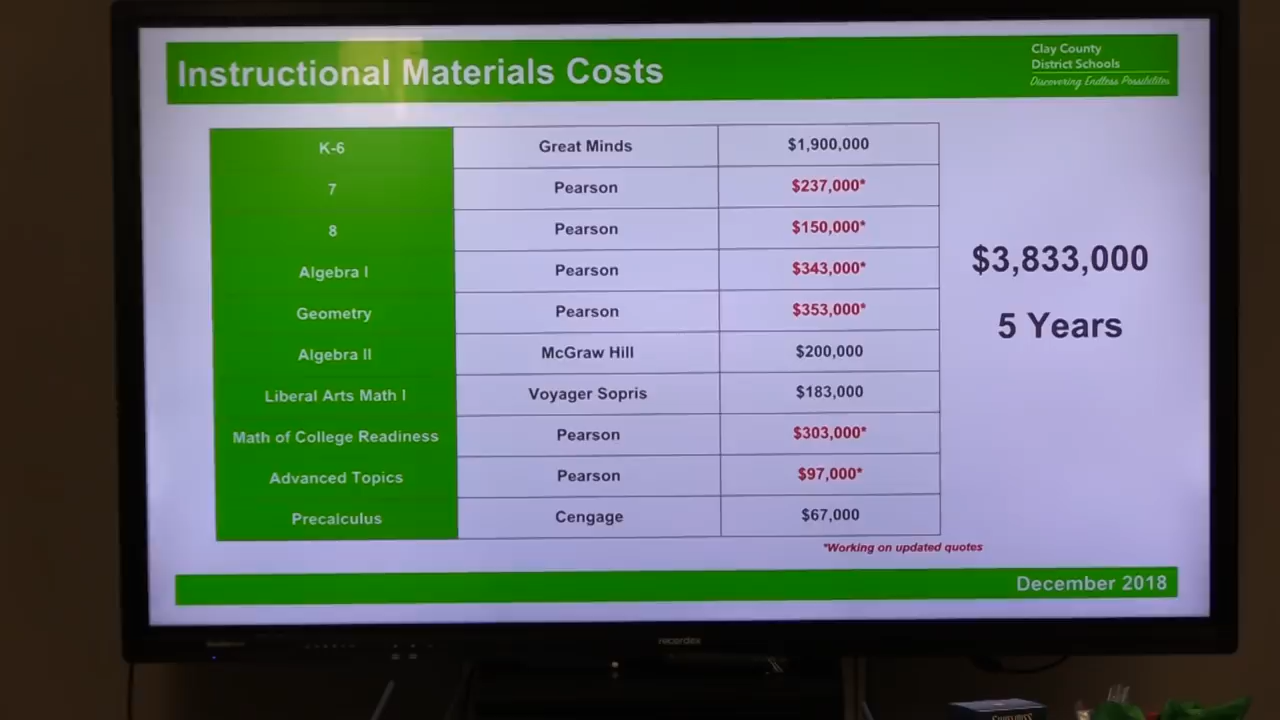 Instructional Materials Costs
Clay County
District Schools
Discovering Endless Possibilities
K-6 Great Minds $1,900,000
7 Pearson $237,000*
8 Pearson $150,000*
Algebra I Pearson $343,000*
Geometry Pearson $353,000*
Algebra II McGraw Hill $200,000
Liberal Arts Math I Voyager Sopris $183,000
Math of College Readiness Pearson $303,000*
Advanced Topics Pearson $97,000*
Precalculus Cengage $67,000
$3,833,000
5 Years
*Working on updated quotes
December 2018
recordex